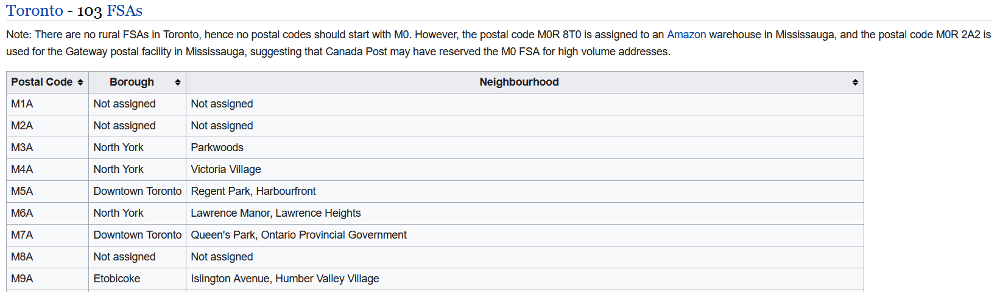 Toronto - 103 FSAs
Note: There are no rural FSAs in Toronto, hence no postal codes should start with M0. However, the postal code M0R 8T0 is assigned to an Amazon warehouse in Mississauga, and the postal code M0R 2A2 is
used for the Gateway postal facility in Mississauga, suggesting that Canada Post may have reserved the M0 FSA for high volume addresses.
Postal Code Borough Neighbourhood
M1A Not assigned Not assigned
M2A Not assigned Not assigned
M3A North York Parkwoods
M4A North York Victoria Village
M5A Downtown Toronto Regent Park, Harbourfront
M6A North York Lawrence Manor, Lawrence Heights
M7A Downtown Toronto Queen's Park, Ontario Provincial Government
M8A Not assigned Not assigned
M9A Etobicoke Islington Avenue, Humber Valley Village